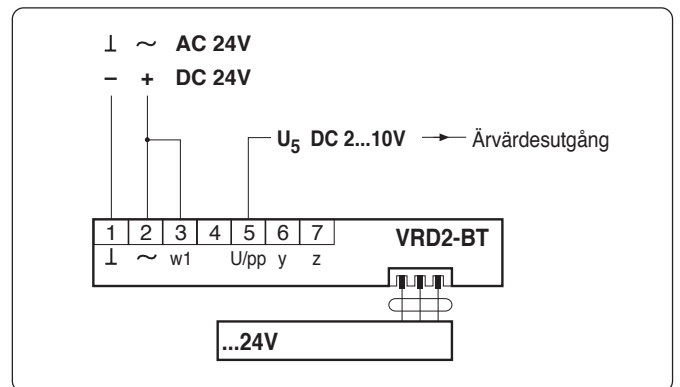 ⊥ ~ AC 24V
– + DC 24V
U5 DC 2...10V Ärvärdesutgång
1 2 3 4 5 6 7 VRD2-BT
⊥ ~ w1 U/pp y z
...24V